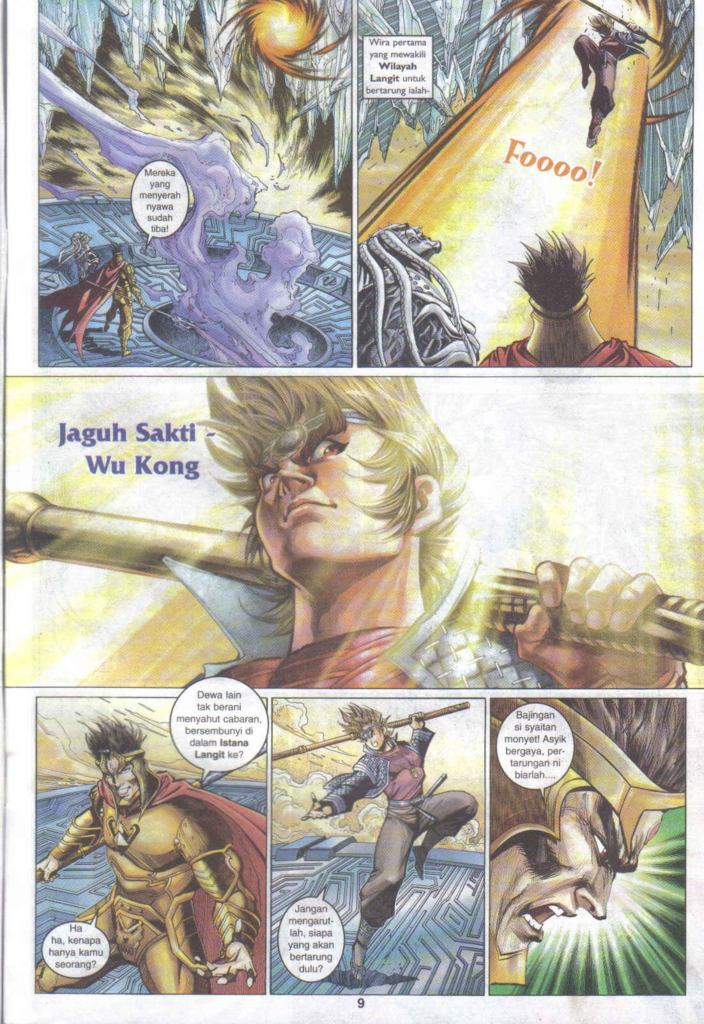 Mereka
yang
menyerah
nyawa
sudah
tiba!
Wira pertama
yang mewakili
Wilayah
Langit untuk
bertarung ialah-
Foooo!
Jaguh Sakti -
Wu Kong
Dewa lain
tak berani
menyahut cabaran,
bersembunyi di
dalam Istana
Langit ke?
Ha
ha, kenapa
hanya kamu
seorang?
Jangan
mengarut-
lah, siapa
yang akan
bertarung
dulu?
Bajingan
si syaitan
monyet! Asyik
bergaya, per-
tarungan ni
biarlah....
9